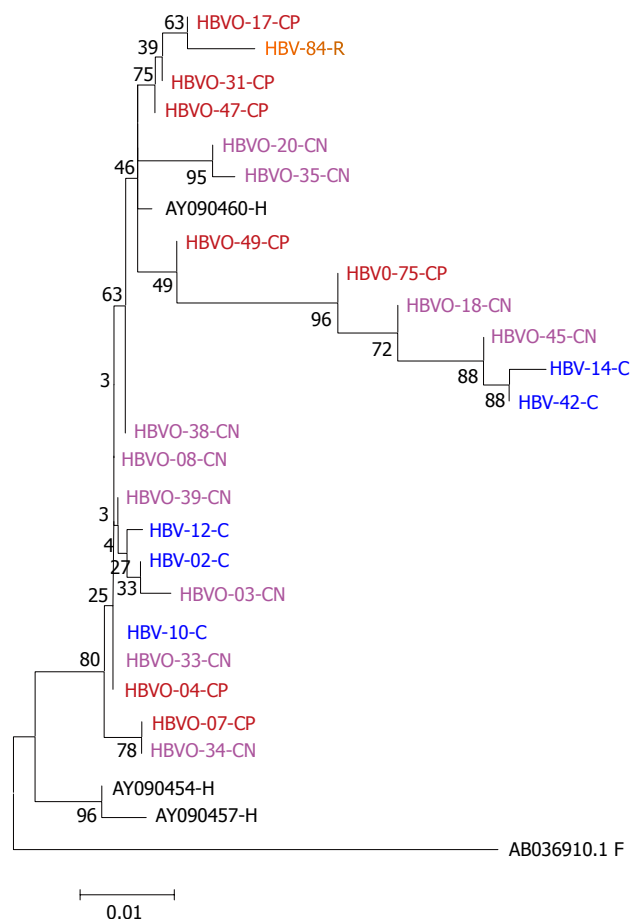 63 HBVO-17-CP
39 HBV-84-R
75 HBVO-31-CP
HBVO-47-CP
HBVO-20-CN
46
95 HBVO-35-CN
AY090460-H
HBVO-49-CP
49 HBV0-75-CP
63 96 HBVO-18-CN
72 HBVO-45-CN
88 HBV-14-C
3
88 HBV-42-C
HBVO-38-CN
HBVO-08-CN
HBVO-39-CN
3
HBV-12-C
4
27 HBV-02-C
33 HBVO-03-CN
25
HBV-10-C
80 HBVO-33-CN
HBVO-04-CP
HBVO-07-CP
78 HBVO-34-CN
AY090454-H
96 AY090457-H
AB036910.1 F
0.01